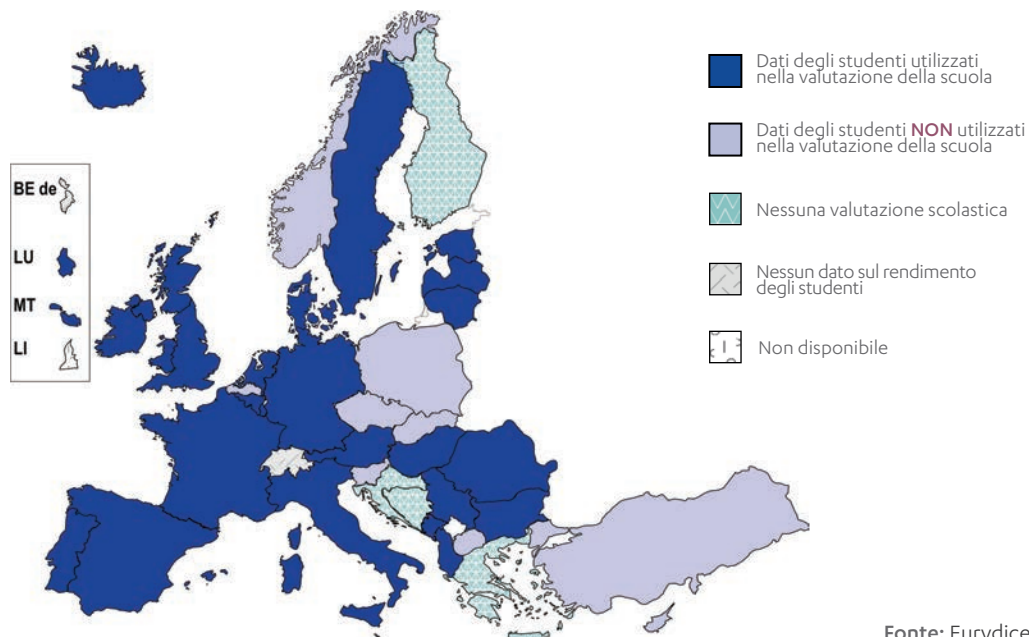 Dati degli studenti utilizzati
nella valutazione della scuola
Dati degli studenti NON utilizzati
nella valutazione della scuola
Nessuna valutazione scolastica
Nessun dato sul rendimento
degli studenti
Non disponibile
BE de
LU
MT
LI
Fonte: Eurydice